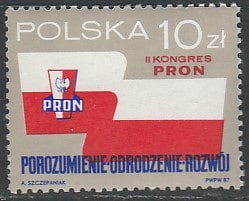 POLSKA 10 zł
II KONGRES
PRON
PRON
POROZUMIENIE·ODRODZENIE·ROZWÓJ
A. SZCZEPANIAK PWPW 87